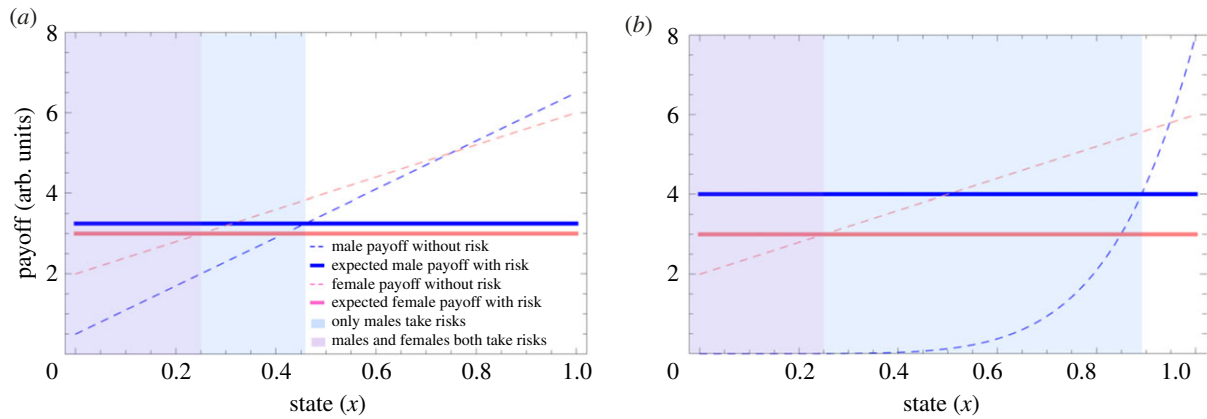 (a)
8
6
4
2
0
payoff (arb. units)
0 0.2 0.4 0.6 0.8 1.0
state (x)
male payoff without risk
expected male payoff with risk
female payoff without risk
expected female payoff with risk
only males take risks
males and females both take risks
(b)
8
6
4
2
0
0 0.2 0.4 0.6 0.8 1.0
state (x)